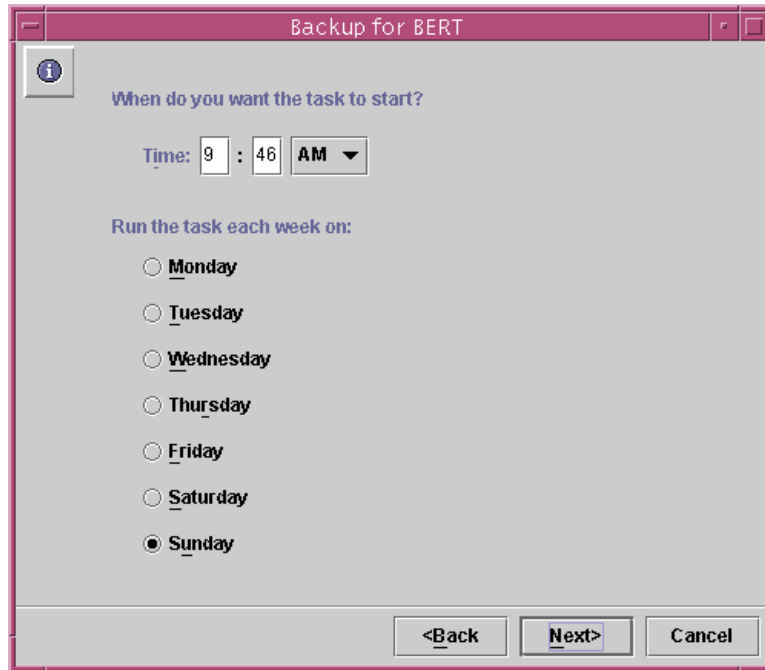 Backup for BERT
When do you want the task to start?
Time: 9 : 46 AM
Run the task each week on:
Monday
Tuesday
Wednesday
Thursday
Friday
Saturday
Sunday
<Back Next> Cancel